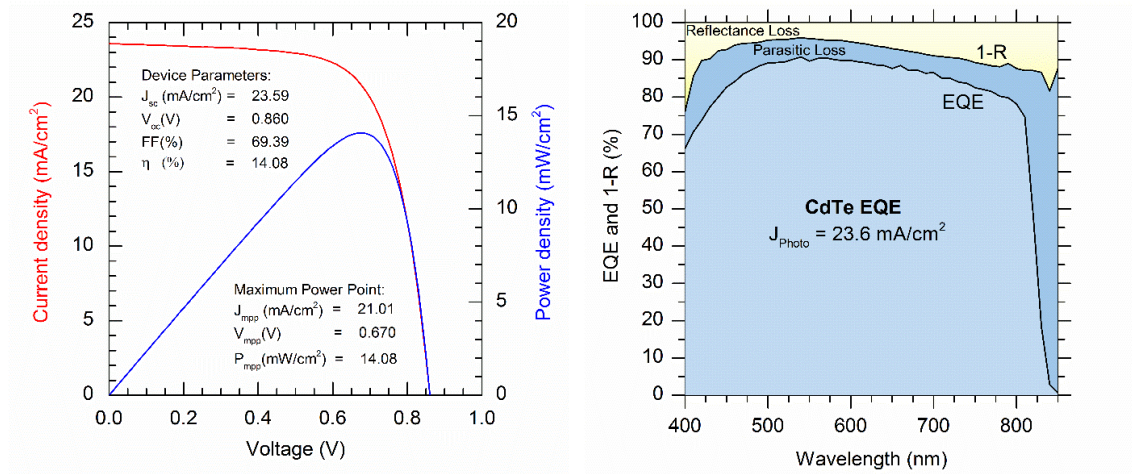 Current density (mA/cm²)
25
20
15
10
5
0
Device Parameters:
J_sc (mA/cm²) = 23.59
V_oc(V) = 0.860
FF(%) = 69.39
η (%) = 14.08
Maximum Power Point:
J_mpp (mA/cm²) = 21.01
V_mpp(V) = 0.670
P_mpp(mW/cm²) = 14.08
0.0 0.2 0.4 0.6 0.8 1.0
Voltage (V)
20
15
10
5
0
Power density (mW/cm²)
EQE and 1-R (%)
100
90
80
70
60
50
40
30
20
10
0
Reflectance Loss
Parasitic Loss
1-R
EQE
CdTe EQE
J_Photo = 23.6 mA/cm²
400 500 600 700 800
Wavelength (nm)